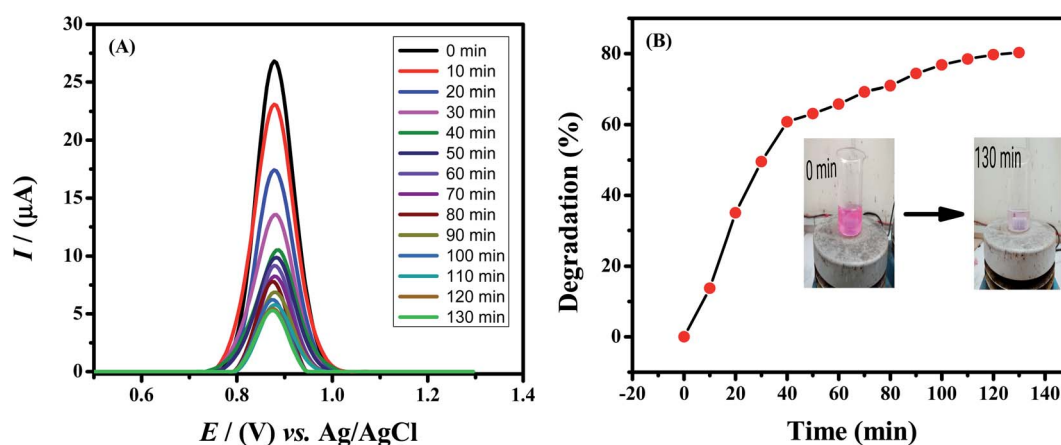 (A)
30
25
20
15
10
5
0
I / (µA)
0.6
0.8
1.0
1.2
1.4
E / (V) vs. Ag/AgCl
0 min
10 min
20 min
30 min
40 min
50 min
60 min
70 min
80 min
90 min
100 min
110 min
120 min
130 min
(B)
80
60
40
20
0
Degradation (%)
0 min
130 min
-20
0
20
40
60
80
100
120
140
Time (min)